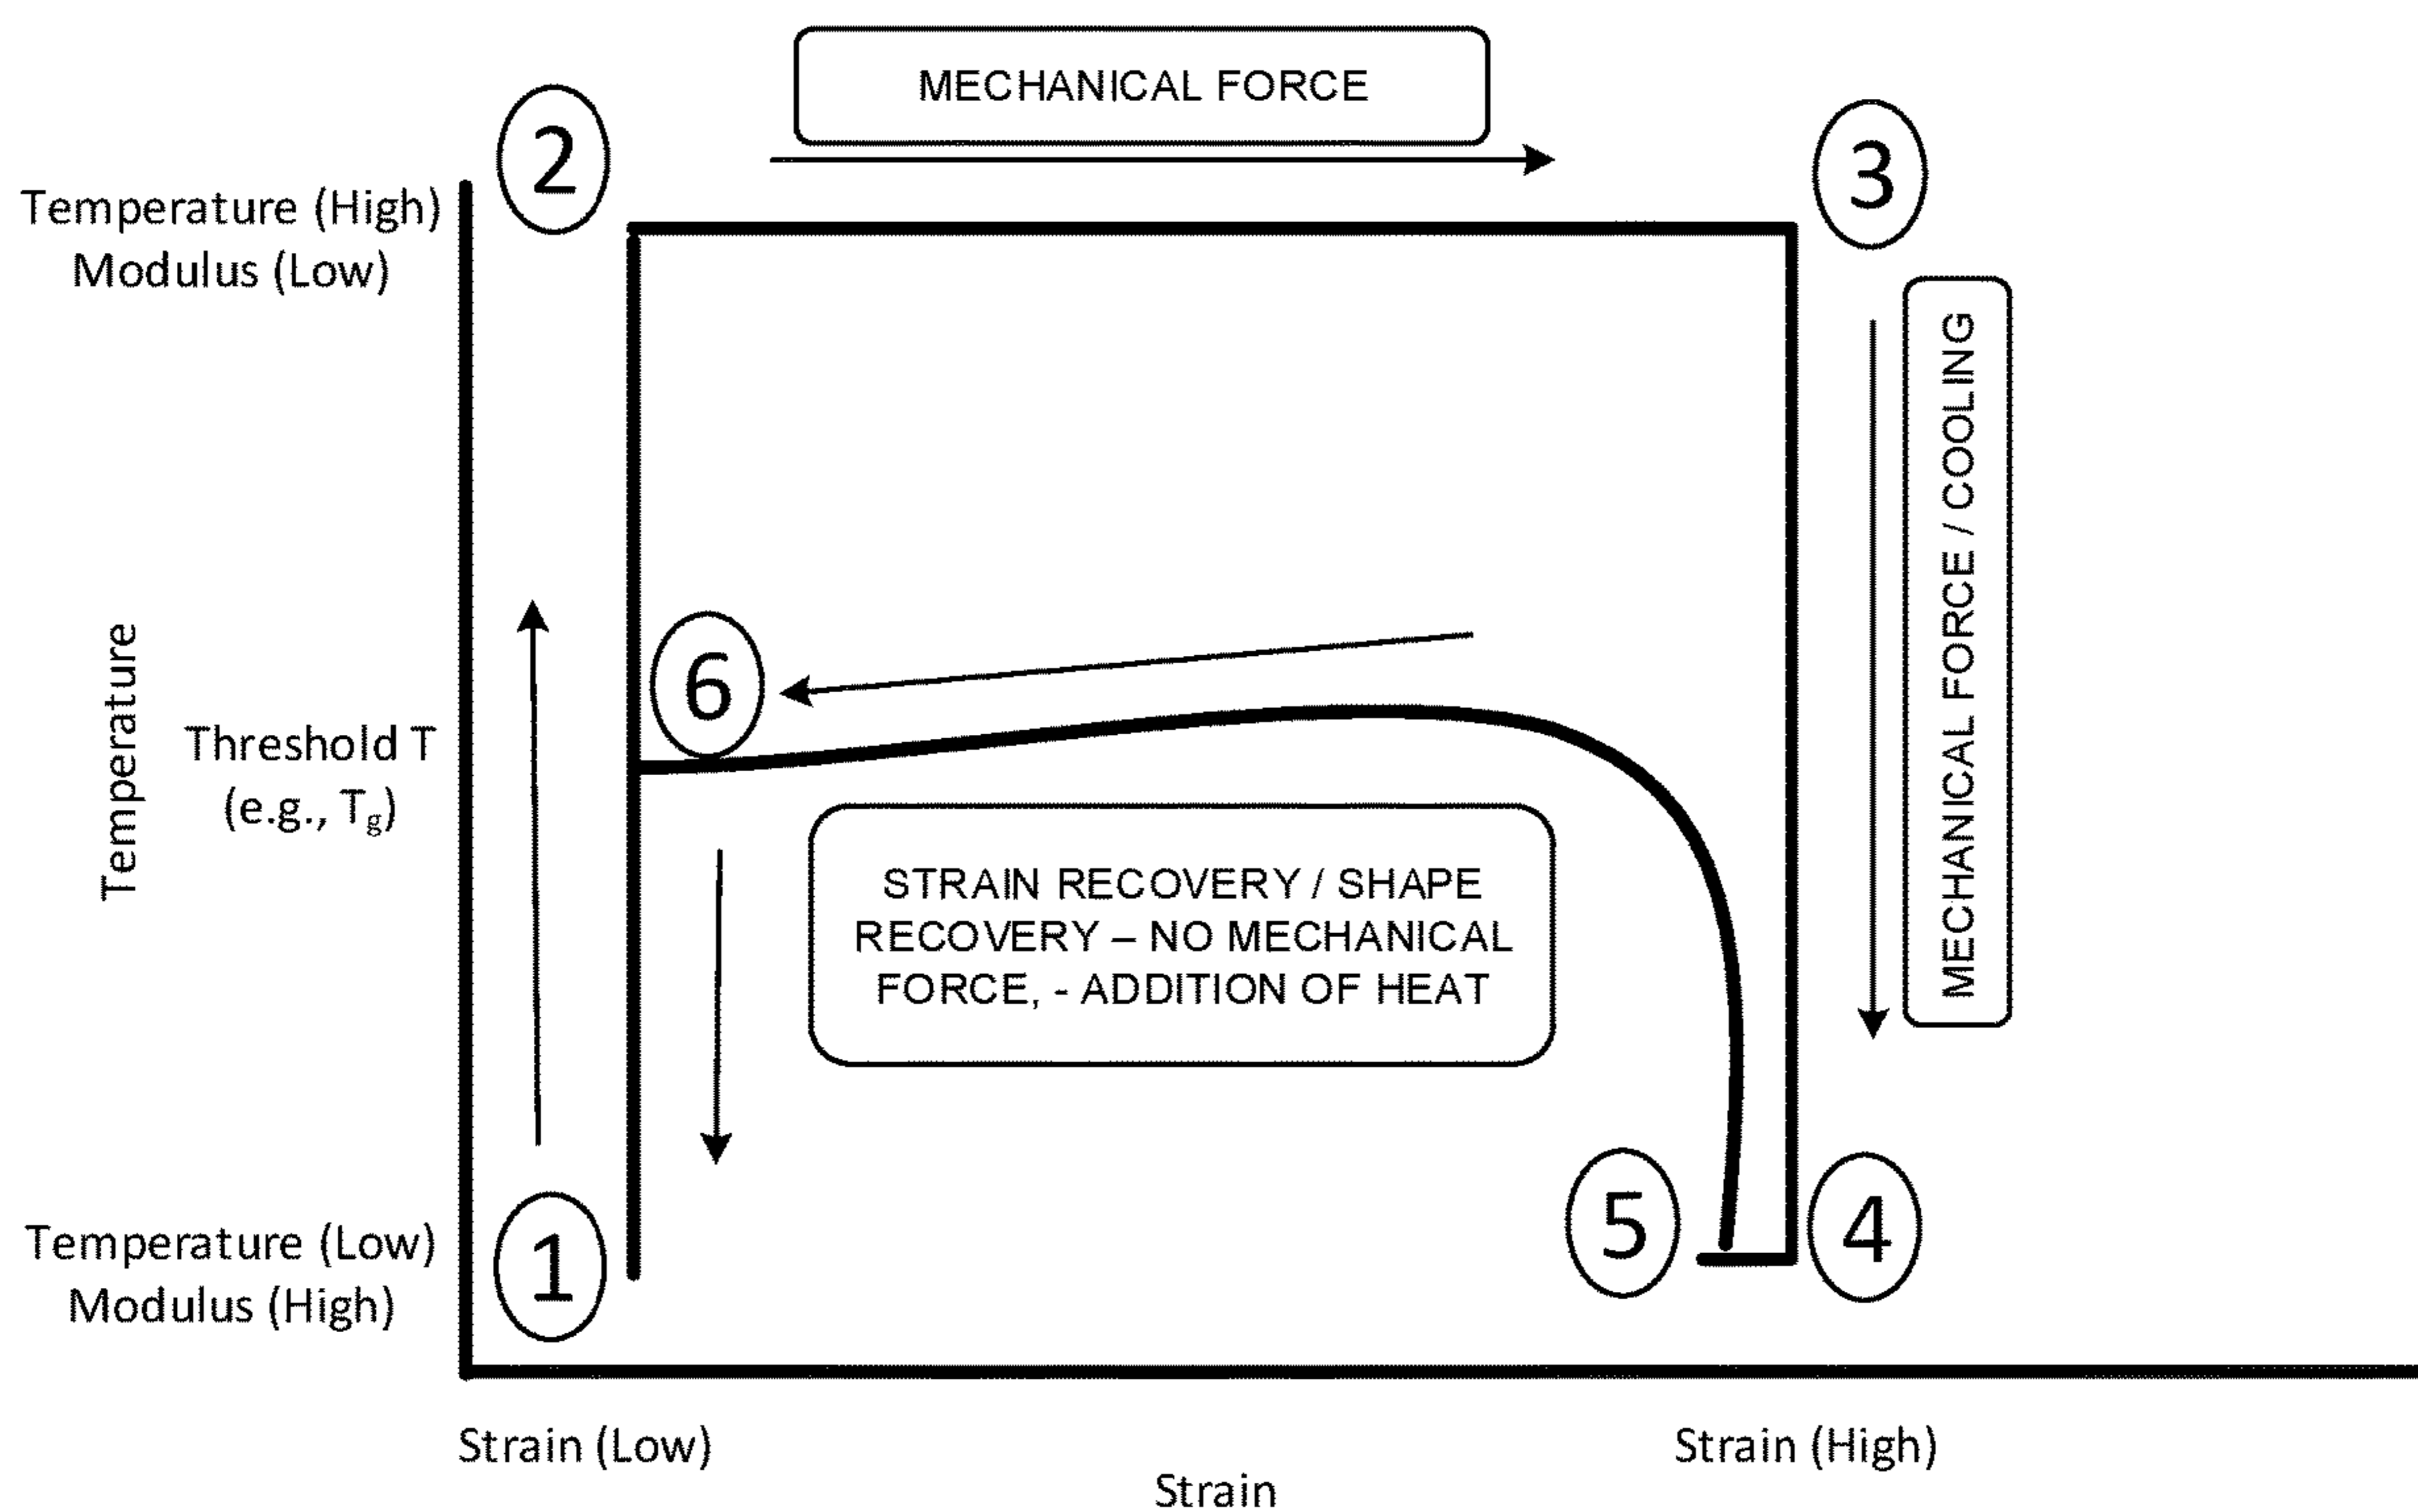 MECHANICAL FORCE
2
3
Temperature (High)
Modulus (Low)
MECHANICAL FORCE / COOLING
6
Temperature
Threshold T
(e.g., Tg)
STRAIN RECOVERY / SHAPE
RECOVERY – NO MECHANICAL
FORCE, - ADDITION OF HEAT
5
4
1
Temperature (Low)
Modulus (High)
Strain (Low)
Strain (High)
Strain